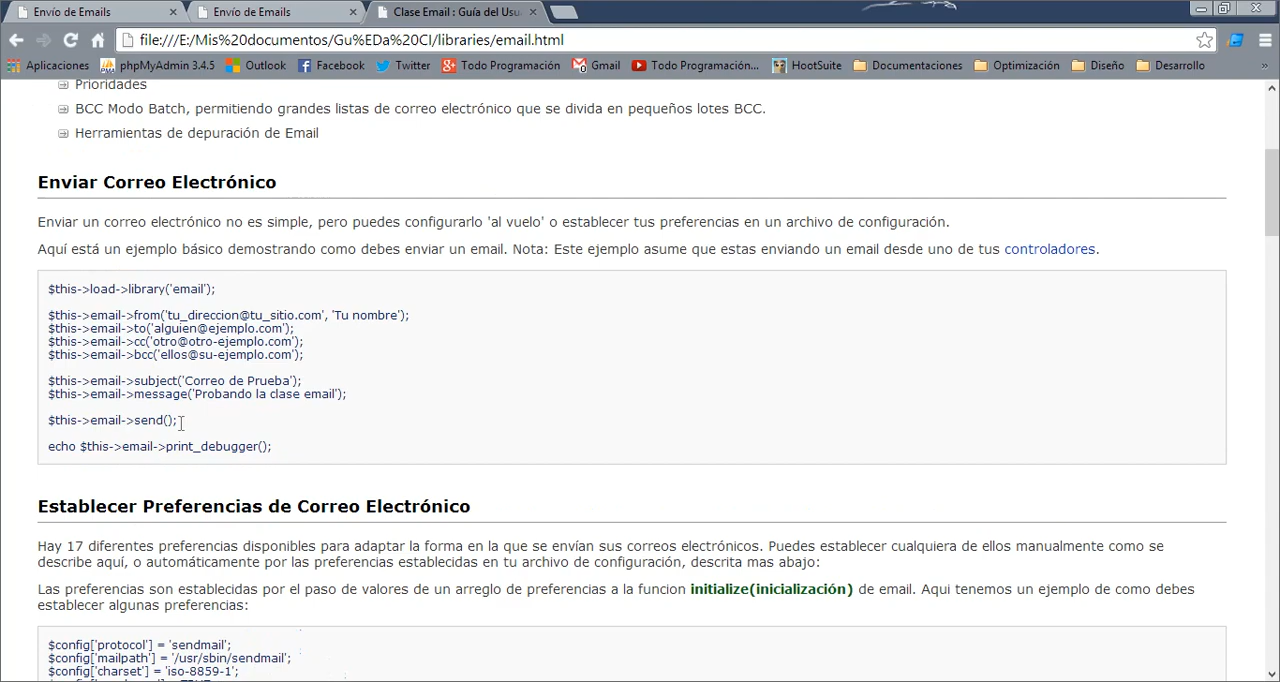 Envío de Emails
Envío de Emails
Clase Email : Guía del Usu
file:///E:/Mis%20documentos/Gu%EDa%20CI/libraries/email.html
Aplicaciones phpMyAdmin 3.4.5 Outlook Facebook Twitter Todo Programación Gmail Todo Programación... HootSuite Documentaciones Optimización Diseño Desarrollo »
Prioridades
BCC Modo Batch, permitiendo grandes listas de correo electrónico que se divida en pequeños lotes BCC.
Herramientas de depuración de Email
Enviar Correo Electrónico
Enviar un correo electrónico no es simple, pero puedes configurarlo 'al vuelo' o establecer tus preferencias en un archivo de configuración.
Aquí está un ejemplo básico demostrando como debes enviar un email. Nota: Este ejemplo asume que estas enviando un email desde uno de tus controladores.
$this->load->library('email');
$this->email->from('tu_direccion@tu_sitio.com', 'Tu nombre');
$this->email->to('alguien@ejemplo.com');
$this->email->cc('otro@otro-ejemplo.com');
$this->email->bcc('ellos@su-ejemplo.com');
$this->email->subject('Correo de Prueba');
$this->email->message('Probando la clase email');
$this->email->send();
echo $this->email->print_debugger();
Establecer Preferencias de Correo Electrónico
Hay 17 diferentes preferencias disponibles para adaptar la forma en la que se envían sus correos electrónicos. Puedes establecer cualquiera de ellos manualmente como se
describe aquí, o automáticamente por las preferencias establecidas en tu archivo de configuración, descrita mas abajo:
Las preferencias son establecidas por el paso de valores de un arreglo de preferencias a la funcion initialize(inicialización) de email. Aqui tenemos un ejemplo de como debes
establecer algunas preferencias:
$config['protocol'] = 'sendmail';
$config['mailpath'] = '/usr/sbin/sendmail';
$config['charset'] = 'iso-8859-1';